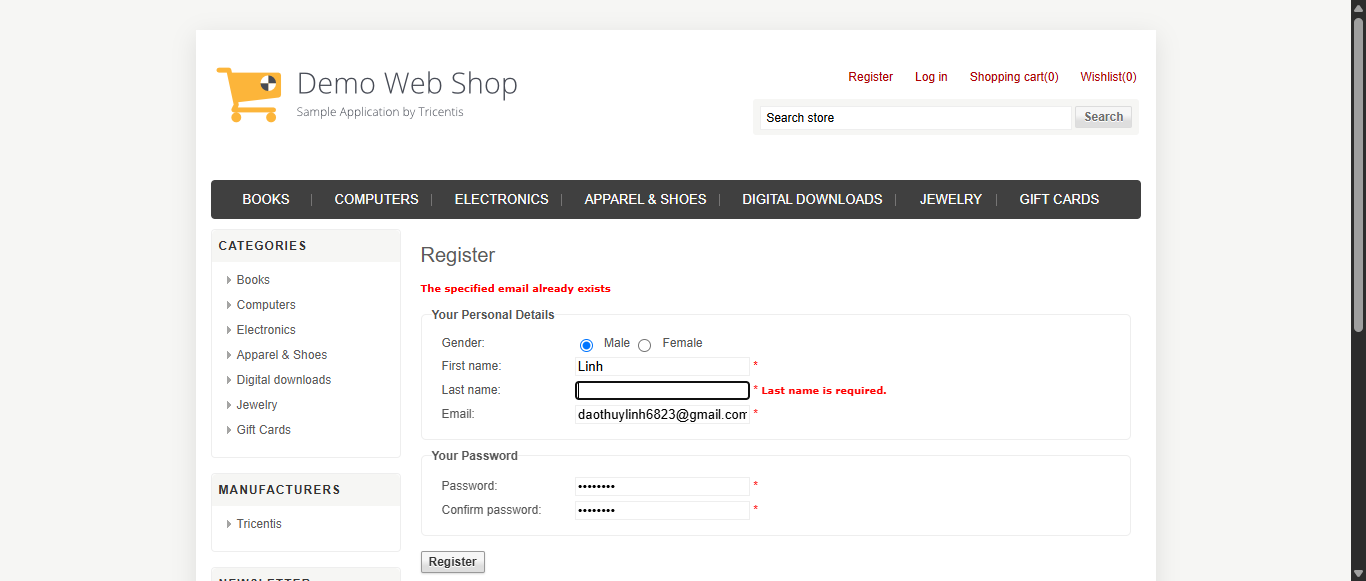 Demo Web Shop
Sample Application by Tricentis
Register Log in Shopping cart(0) Wishlist(0)
Search store Search
BOOKS COMPUTERS ELECTRONICS APPAREL & SHOES DIGITAL DOWNLOADS JEWELRY GIFT CARDS
CATEGORIES
Books
Computers
Electronics
Apparel & Shoes
Digital downloads
Jewelry
Gift Cards
MANUFACTURERS
Tricentis
NEWSLETTER
Register
The specified email already exists
Your Personal Details
Gender: Male Female
First name: Linh *
Last name: * Last name is required.
Email: daothuylinh6823@gmail.com *
Your Password
Password: •••••••• *
Confirm password: •••••••• *
Register